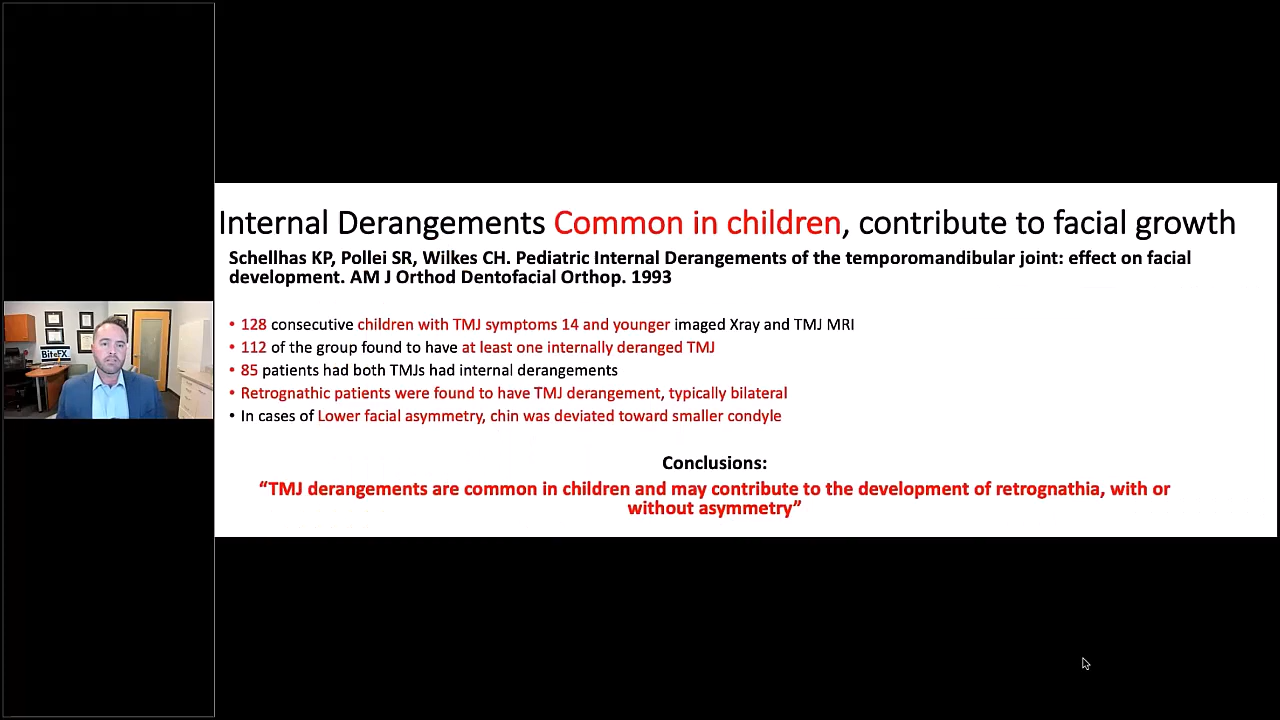 Internal Derangements Common in children, contribute to facial growth
Schellhas KP, Pollei SR, Wilkes CH. Pediatric Internal Derangements of the temporomandibular joint: effect on facial
development. AM J Orthod Dentofacial Orthop. 1993
• 128 consecutive children with TMJ symptoms 14 and younger imaged Xray and TMJ MRI
• 112 of the group found to have at least one internally deranged TMJ
• 85 patients had both TMJs had internal derangements
• Retrognathic patients were found to have TMJ derangement, typically bilateral
• In cases of Lower facial asymmetry, chin was deviated toward smaller condyle
BiteFX
Conclusions:
“TMJ derangements are common in children and may contribute to the development of retrognathia, with or
without asymmetry”